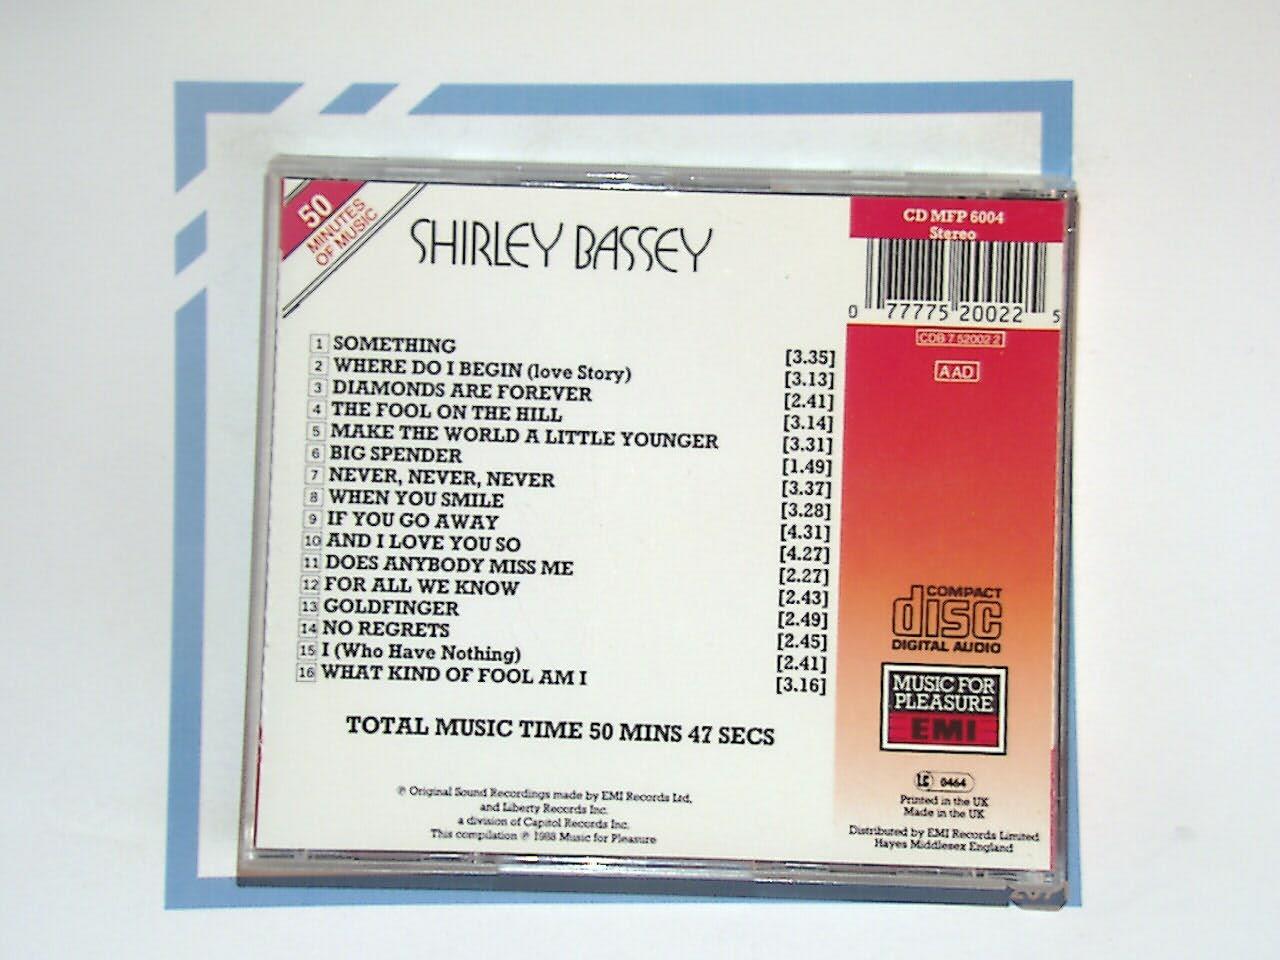 50
MINUTES
OF MUSIC
SHIRLEY BASSEY
CD MFP 6004
Stereo
0 77775 20022 5
CDB 7 52002 2
AAD
1 SOMETHING [3.35]
2 WHERE DO I BEGIN (love Story) [3.13]
3 DIAMONDS ARE FOREVER [2.41]
4 THE FOOL ON THE HILL [3.14]
5 MAKE THE WORLD A LITTLE YOUNGER [3.31]
6 BIG SPENDER [1.49]
7 NEVER, NEVER, NEVER [3.37]
8 WHEN YOU SMILE [3.28]
9 IF YOU GO AWAY [4.31]
10 AND I LOVE YOU SO [4.27]
11 DOES ANYBODY MISS ME [2.27]
12 FOR ALL WE KNOW [2.43]
13 GOLDFINGER [2.49]
14 NO REGRETS [2.45]
15 I (Who Have Nothing) [2.41]
16 WHAT KIND OF FOOL AM I [3.16]
TOTAL MUSIC TIME 50 MINS 47 SECS
℗ Original Sound Recordings made by EMI Records Ltd,
and Liberty Records Inc.
a division of Capitol Records Inc.
This compilation ℗ 1988 Music for Pleasure
COMPACT
disc
DIGITAL AUDIO
MUSIC FOR
PLEASURE
EMI
LC 0464
Printed in the UK
Made in the UK
Distributed by EMI Records Limited
Hayes Middlesex England